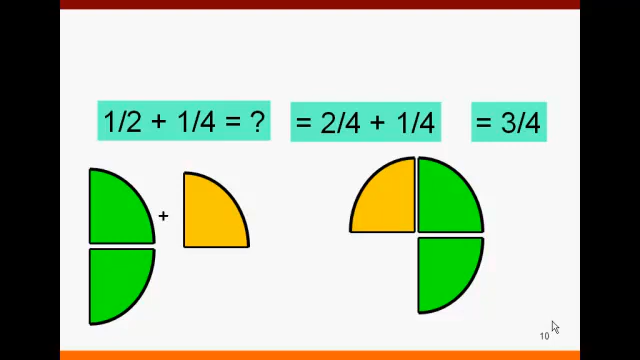 1/2 + 1/4 = ? = 2/4 + 1/4 = 3/4
+
10